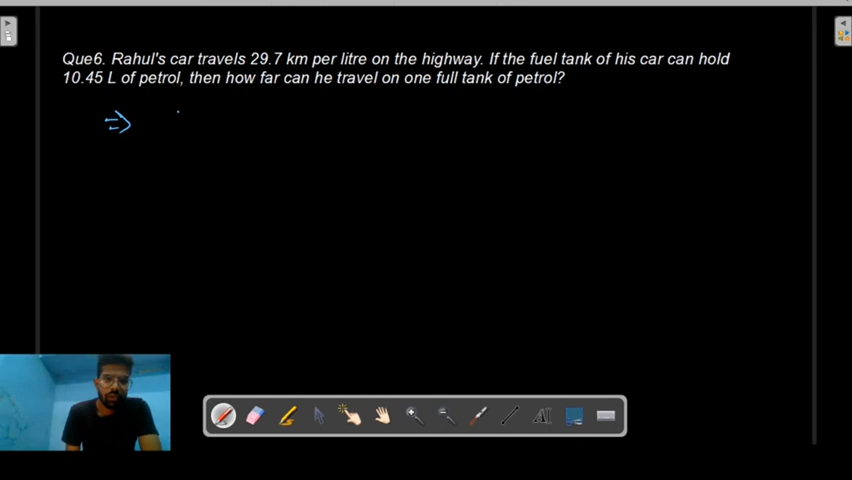 Que6. Rahul's car travels 29.7 km per litre on the highway. If the fuel tank of his car can hold
10.45 L of petrol, then how far can he travel on one full tank of petrol?
⇒
AI